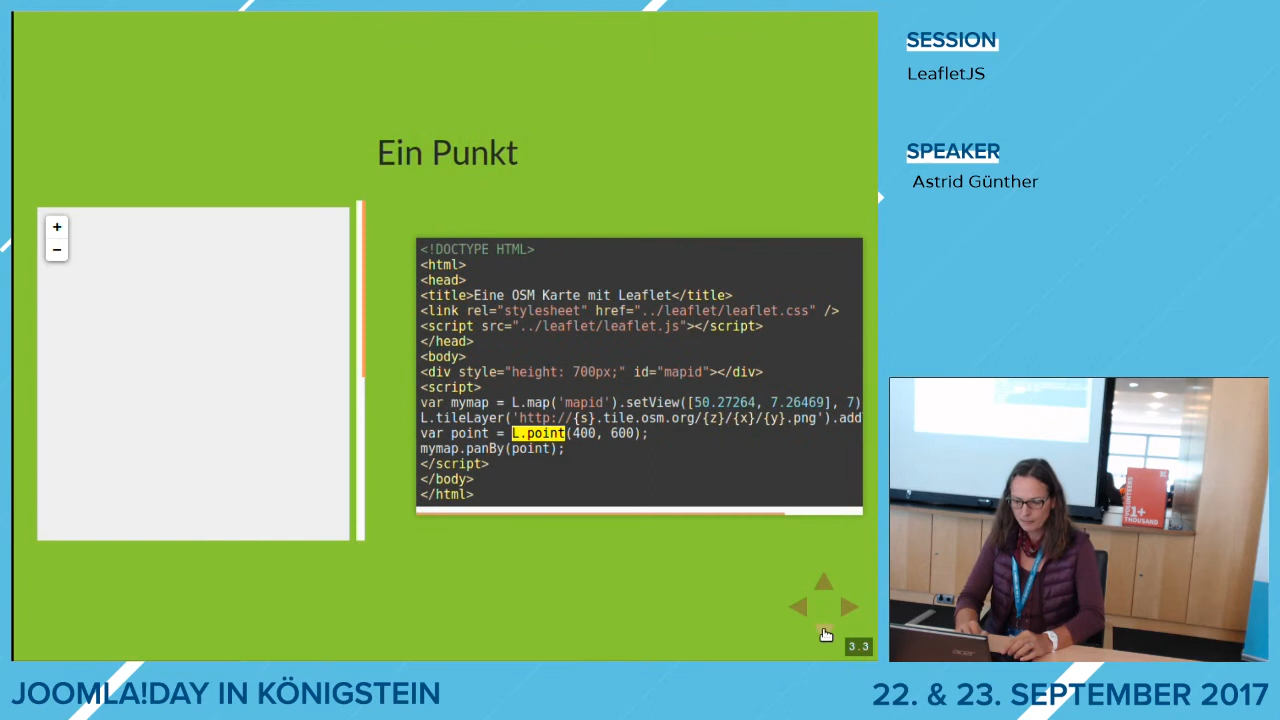 SESSION
LeafletJS
SPEAKER
Astrid Günther
Ein Punkt
+
−
<!DOCTYPE HTML>
<html>
<head>
<title>Eine OSM Karte mit Leaflet</title>
<link rel="stylesheet" href="../leaflet/leaflet.css" />
<script src="../leaflet/leaflet.js"></script>
</head>
<body>
<div style="height: 700px;" id="mapid"></div>
<script>
var mymap = L.map('mapid').setView([50.27264, 7.26469], 7)
L.tileLayer('http://{s}.tile.osm.org/{z}/{x}/{y}.png').add
var point = L.point(400, 600);
mymap.panBy(point);
</script>
</body>
</html>
3.3
VOLUNTEERS
1+
THOUSAND
acer
JOOMLA!DAY IN KÖNIGSTEIN
22. & 23. SEPTEMBER 2017